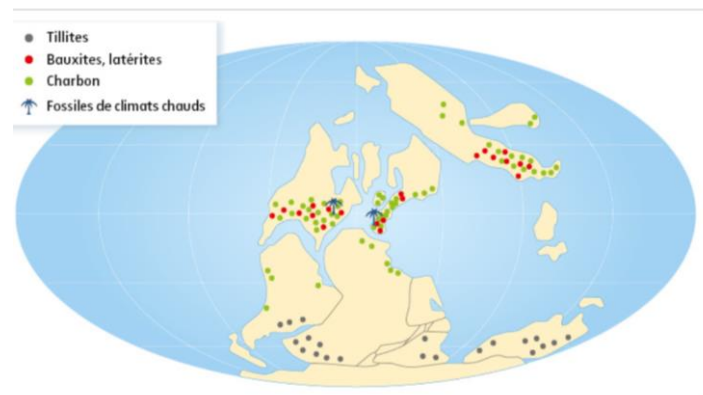 Tillites
Bauxites, latérites
Charbon
Fossiles de climats chauds